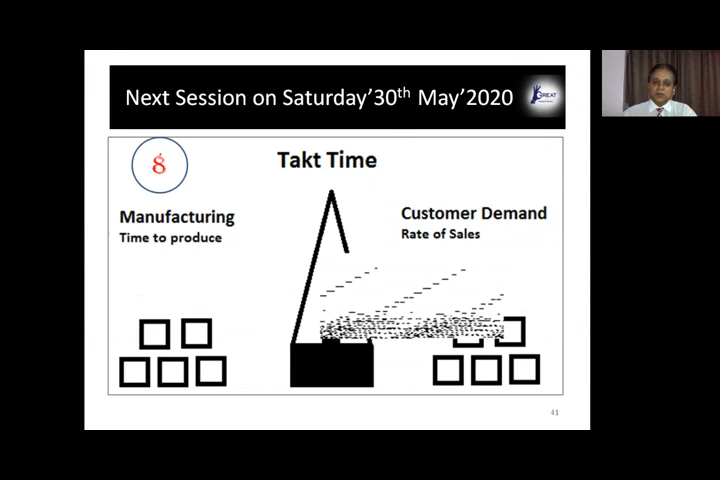 Next Session on Saturday'30th May'2020
GREAT
8
Takt Time
Manufacturing
Time to produce
Customer Demand
Rate of Sales
41